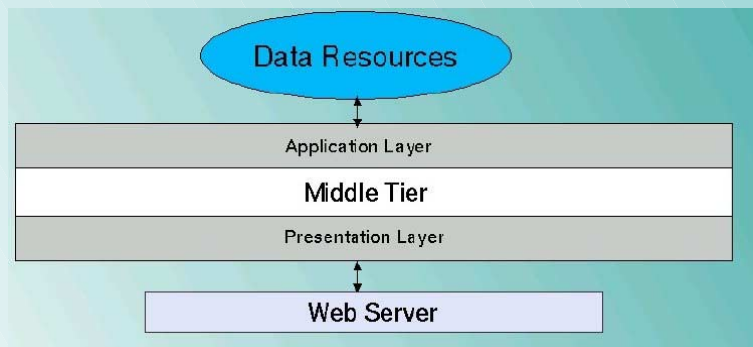 Data Resources
Application Layer
Middle Tier
Presentation Layer
Web Server